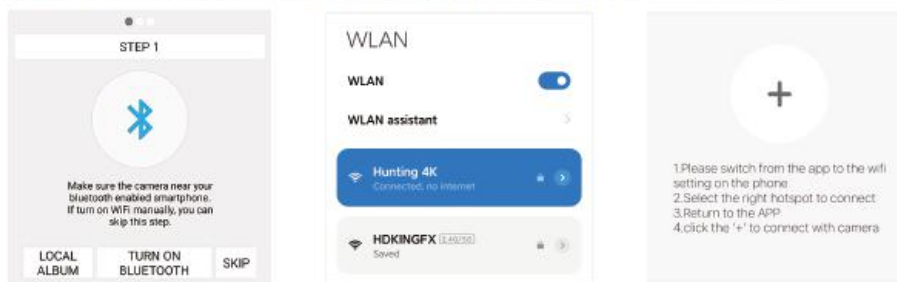 STEP 1
Make sure the camera near your
bluetooth enabled smartphone.
If turn on WiFi manually, you can
skip this step.
LOCAL
ALBUM
TURN ON
BLUETOOTH
SKIP
WLAN
WLAN
WLAN assistant
Hunting 4K
Connected, no internet
HDKINGFX 2.4G/5G
Saved
+
1.Please switch from the app to the wifi
setting on the phone
2.Select the right hotspot to connect
3.Return to the APP
4.click the '+' to connect with camera